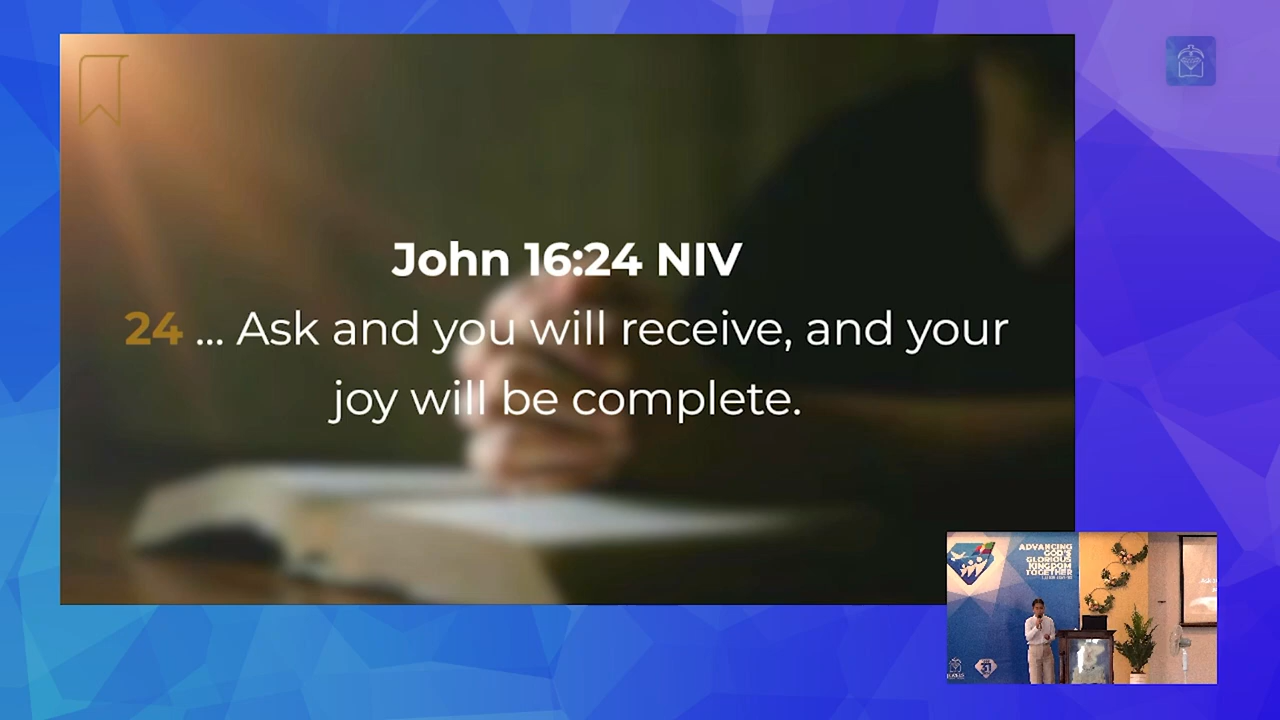 John 16:24 NIV
24 ... Ask and you will receive, and your
joy will be complete.
ADVANCING
GOD'S
GLORIOUS
KINGDOM
TOGETHER
31